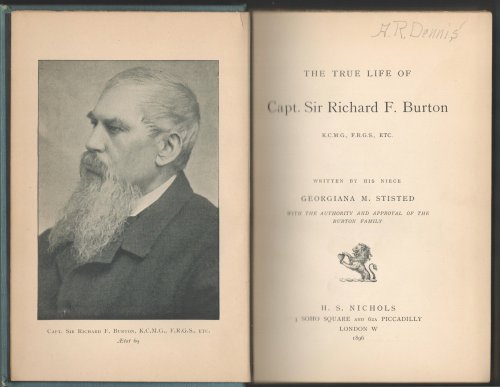 CAPT. SIR RICHARD F. BURTON, K.C.M.G., F.R.G.S., ETC.
Ætat 69
A. R. Dennis
THE TRUE LIFE OF
Capt. Sir Richard F. Burton
K.C.M.G., F.R.G.S., ETC.
WRITTEN BY HIS NIECE
GEORGIANA M. STISTED
WITH THE AUTHORITY AND APPROVAL OF THE
BURTON FAMILY
H. S. NICHOLS
3 SOHO SQUARE AND 62A PICCADILLY
LONDON W
1896